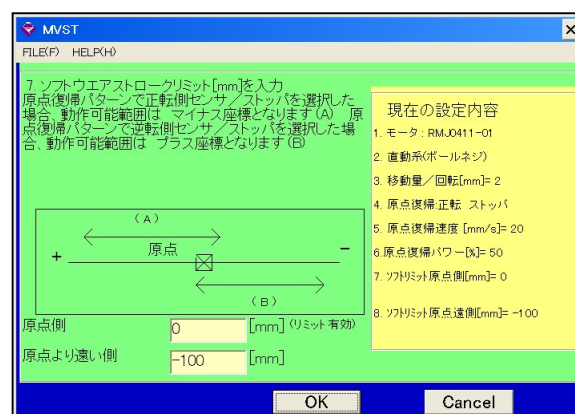 MVST
FILE(F) HELP(H)
7. ソフトウエアストロークリミット[mm]を入力
原点復帰パターンで正転側センサ／ストッパを選択した
場合、動作可能範囲は マイナス座標となります(A) 原
点復帰パターンで逆転側センサ／ストッパを選択した場
合、動作可能範囲は プラス座標となります(B)
(A)
+ 原点 −
(B)
原点側 0 [mm] (リミット有効)
原点より遠い側 -100 [mm]
現在の設定内容
1. モータ : RMJ0411-01
2. 直動系(ボールネジ)
3. 移動量／回転[mm]= 2
4. 原点復帰:正転 ストッパ
5. 原点復帰速度 [mm/s]= 20
6.原点復帰パワー[%]= 50
7. ソフトリミット原点側[mm]= 0
8. ソフトリミット原点遠側[mm]= -100
OK Cancel